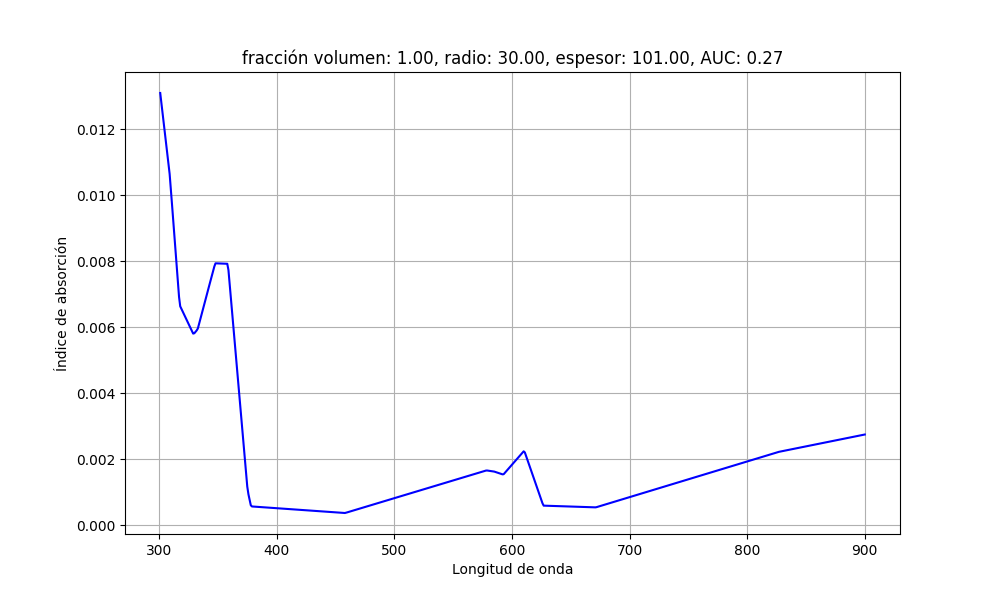 fracción volumen: 1.00, radio: 30.00, espesor: 101.00, AUC: 0.27
Índice de absorción
0.012
0.010
0.008
0.006
0.004
0.002
0.000
300 400 500 600 700 800 900
Longitud de onda